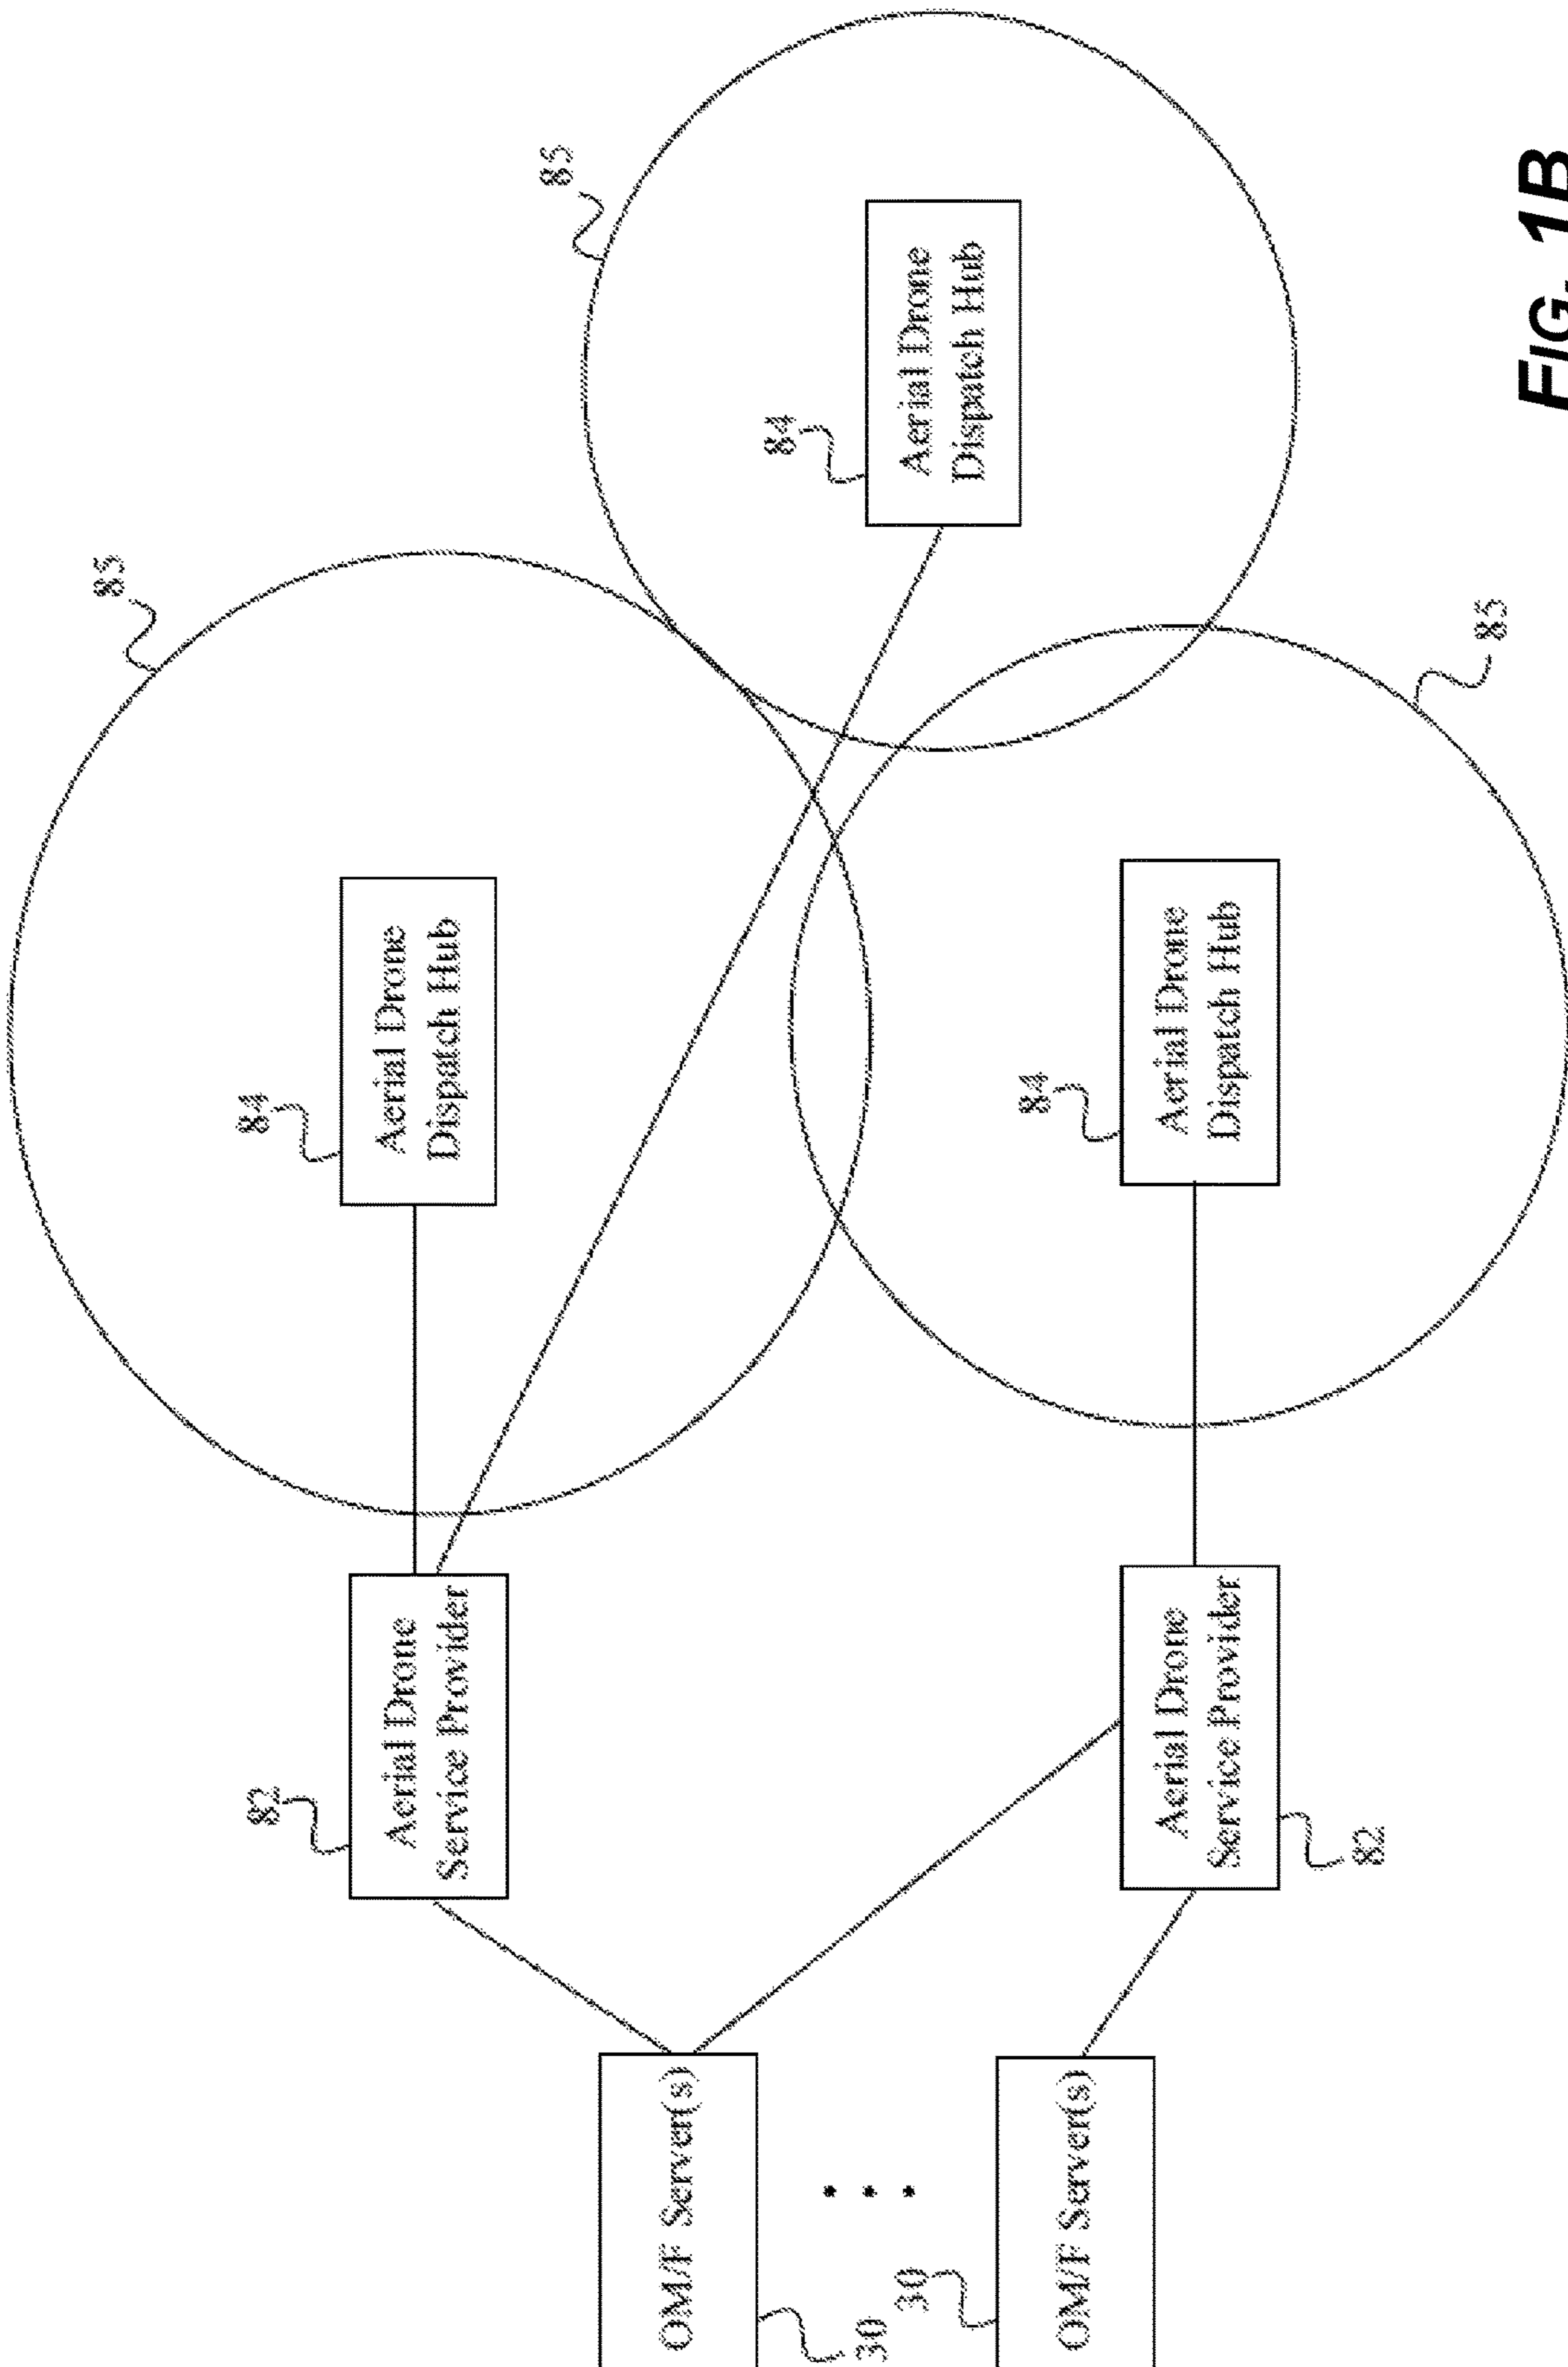 85
85
84
Aerial Drone
Dispatch Hub
84
Aerial Drone
Dispatch Hub
82
Aerial Drone
Service Provider
OM/F Server(s)
30
30
OM/F Server(s)
Aerial Drone
Service Provider
82
84
Aerial Drone
Dispatch Hub
85
FIG. 1B